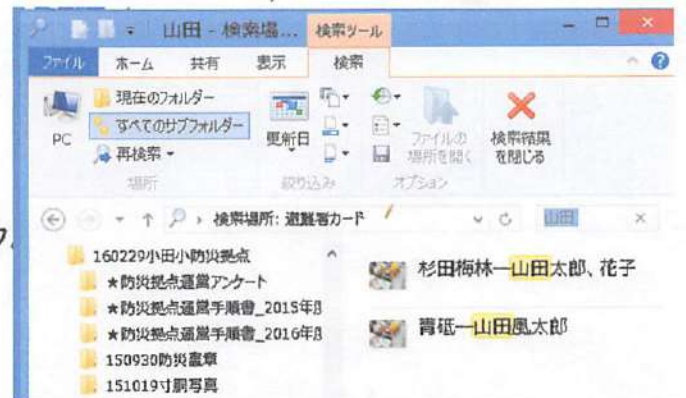 山田 - 検索場... 検索ツール
ファイル ホーム 共有 表示 検索
PC
現在のフォルダー
すべてのサブフォルダー
再検索
場所
更新日
絞り込み
ファイルの
場所を開く
オプション
検索結果
を閉じる
検索場所: 避難者カード
山田
160229小田小防災拠点
★防災拠点運営アンケート
★防災拠点運営手順書_2015年度
★防災拠点運営手順書_2016年度
150930防災憲章
151019寸胴写真
杉田梅林―山田太郎、花子
青砥―山田風太郎